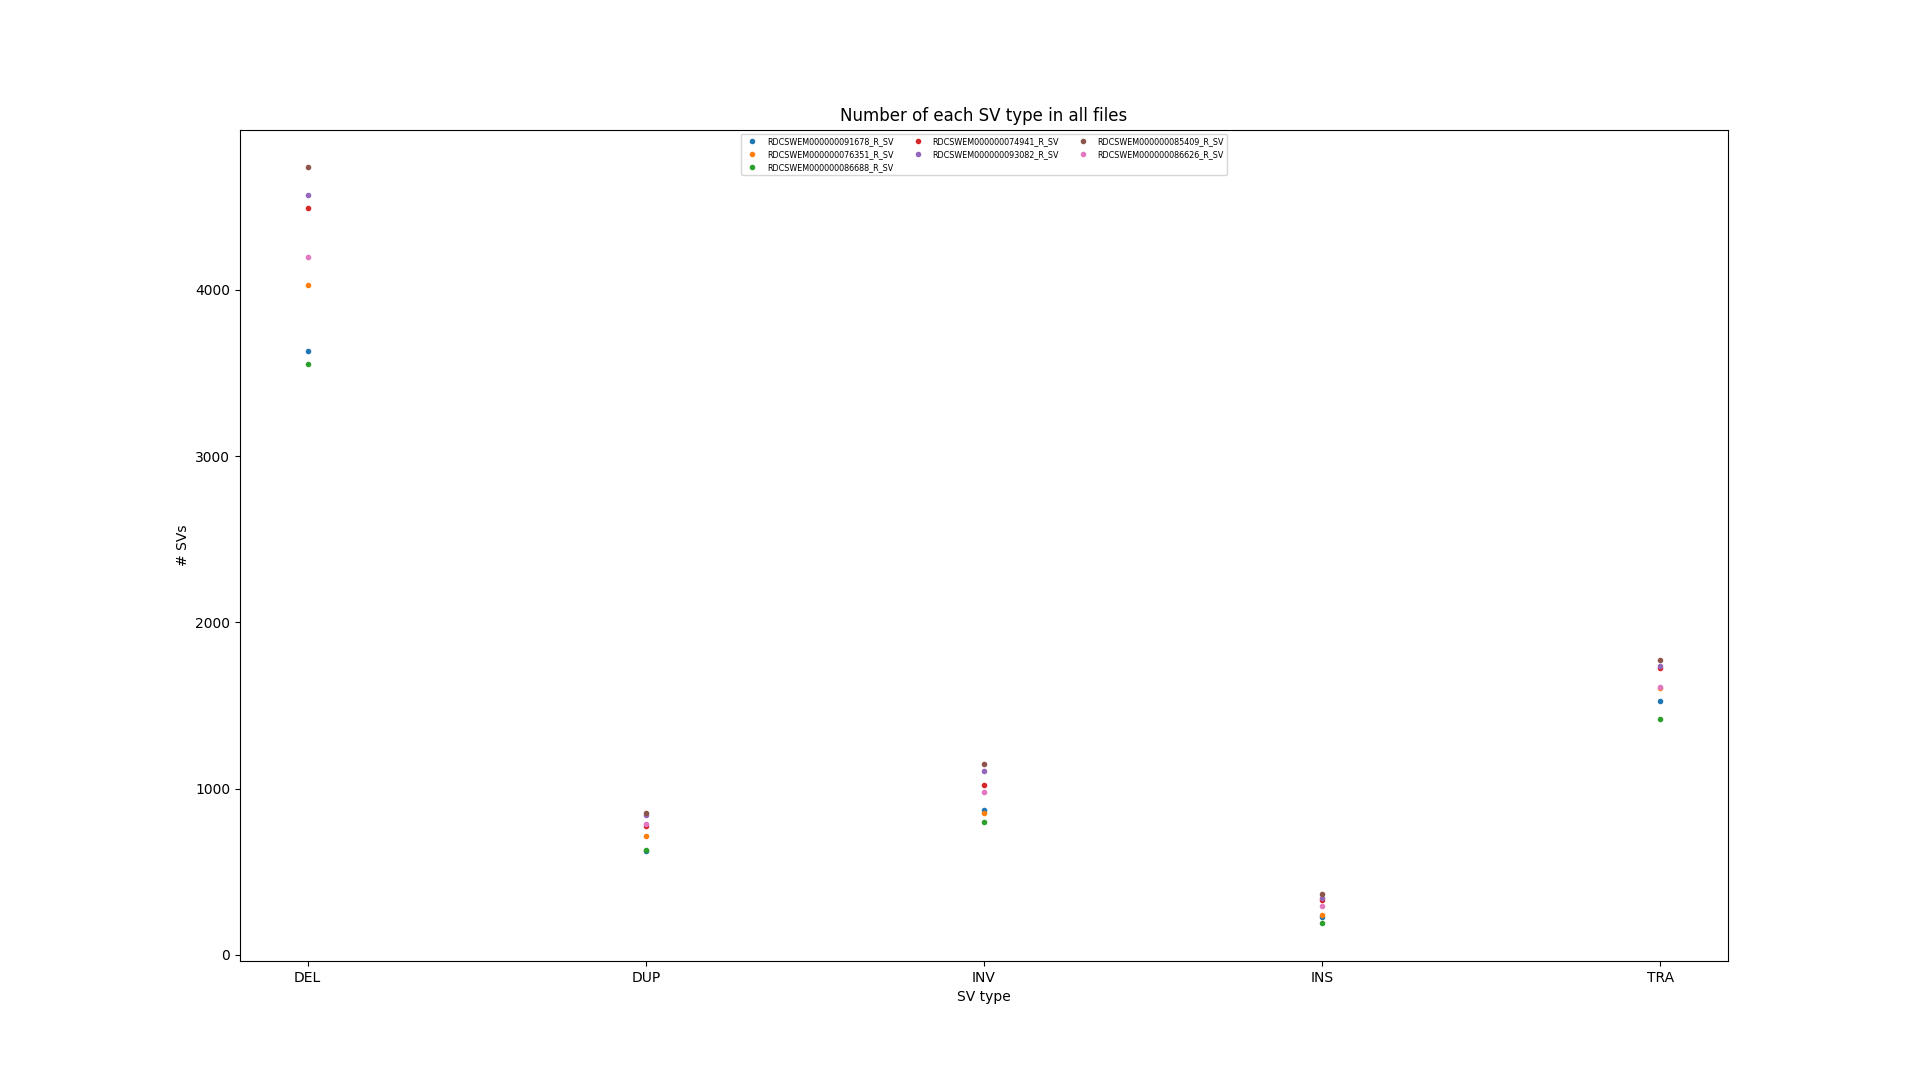 Number of each SV type in all files
RDCSWEM000000091678_R_SV
RDCSWEM000000076351_R_SV
RDCSWEM000000086688_R_SV
RDCSWEM000000074941_R_SV
RDCSWEM000000093082_R_SV
RDCSWEM000000085409_R_SV
RDCSWEM000000086626_R_SV
# SVs
4000
3000
2000
1000
0
DEL
DUP
INV
INS
TRA
SV type